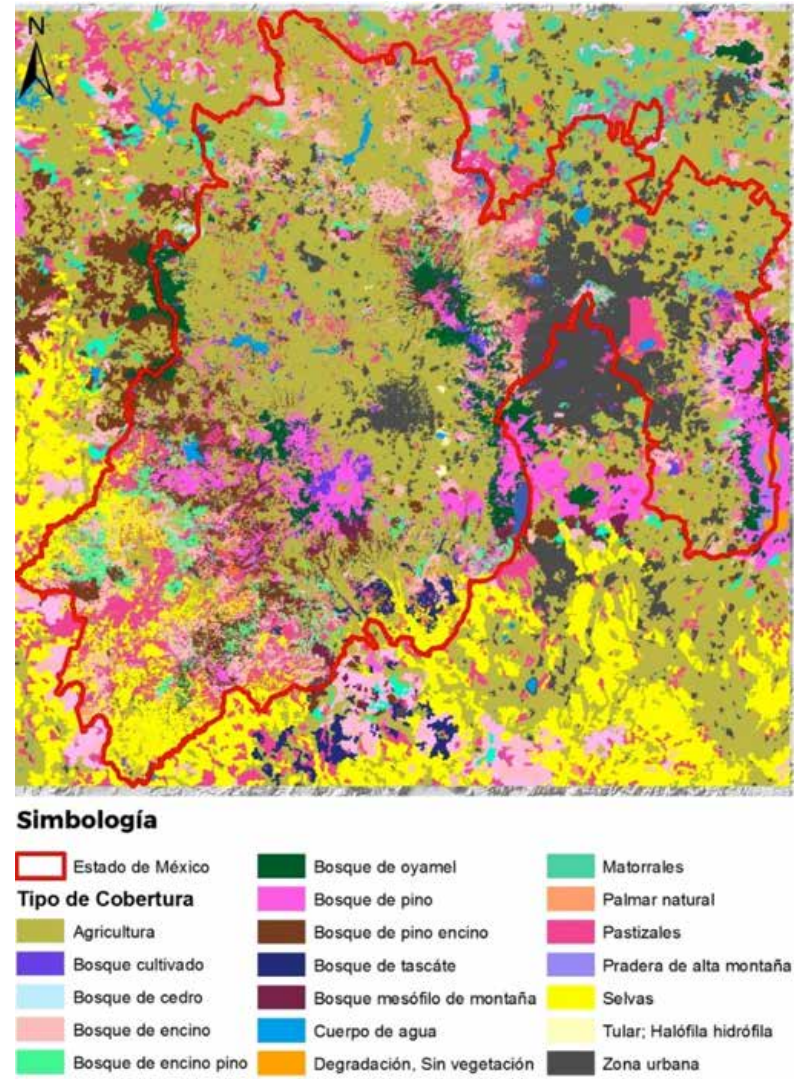 N
Simbología
Estado de México
Tipo de Cobertura
Agricultura
Bosque cultivado
Bosque de cedro
Bosque de encino
Bosque de encino pino
Bosque de oyamel
Bosque de pino
Bosque de pino encino
Bosque de tascáte
Bosque mesófilo de montaña
Cuerpo de agua
Degradación, Sin vegetación
Matorrales
Palmar natural
Pastizales
Pradera de alta montaña
Selvas
Tular; Halófila hidrófila
Zona urbana